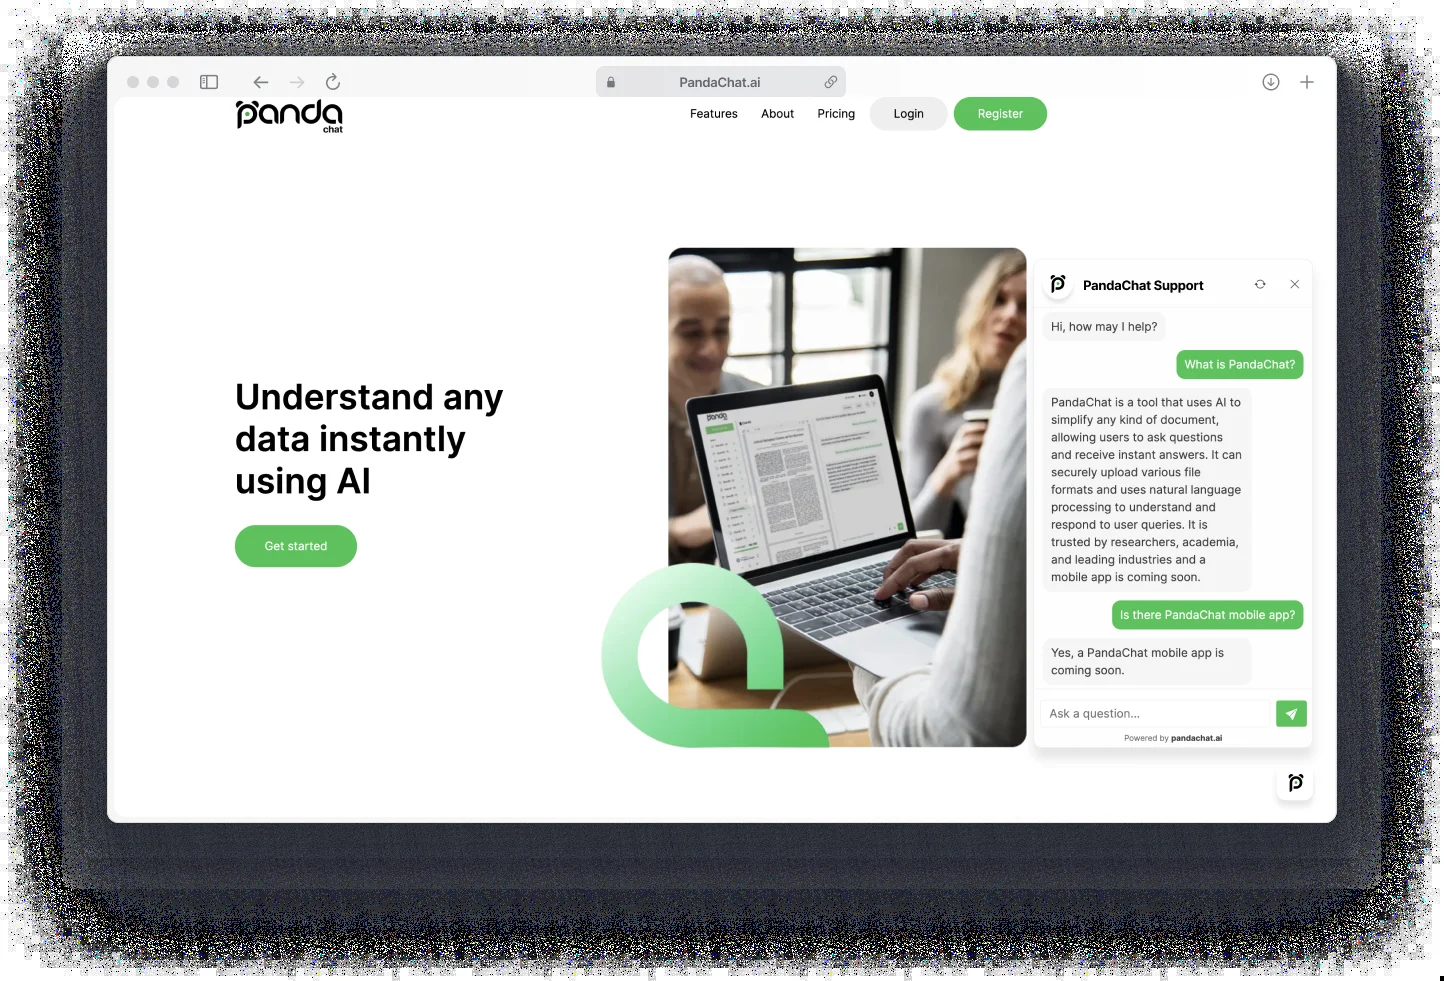 PandaChat.ai
panda
chat
Features
About
Pricing
Login
Register
Understand any
data instantly
using AI
Get started
panda
PandaChat Support
Hi, how may I help?
What is PandaChat?
PandaChat is a tool that uses AI to
simplify any kind of document,
allowing users to ask questions
and receive instant answers. It can
securely upload various file
formats and uses natural language
processing to understand and
respond to user queries. It is
trusted by researchers, academia,
and leading industries and a
mobile app is coming soon.
Is there PandaChat mobile app?
Yes, a PandaChat mobile app is
coming soon.
Ask a question...
Powered by pandachat.ai